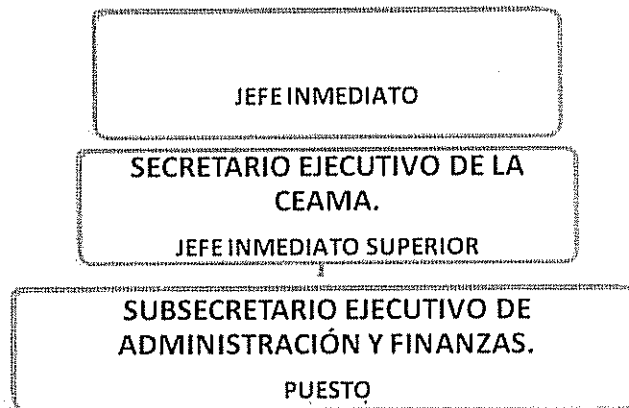 JEFE INMEDIATO
SECRETARIO EJECUTIVO DE LA
CEAMA.
JEFE INMEDIATO SUPERIOR
SUBSECRETARIO EJECUTIVO DE
ADMINISTRACIÓN Y FINANZAS.
PUESTO